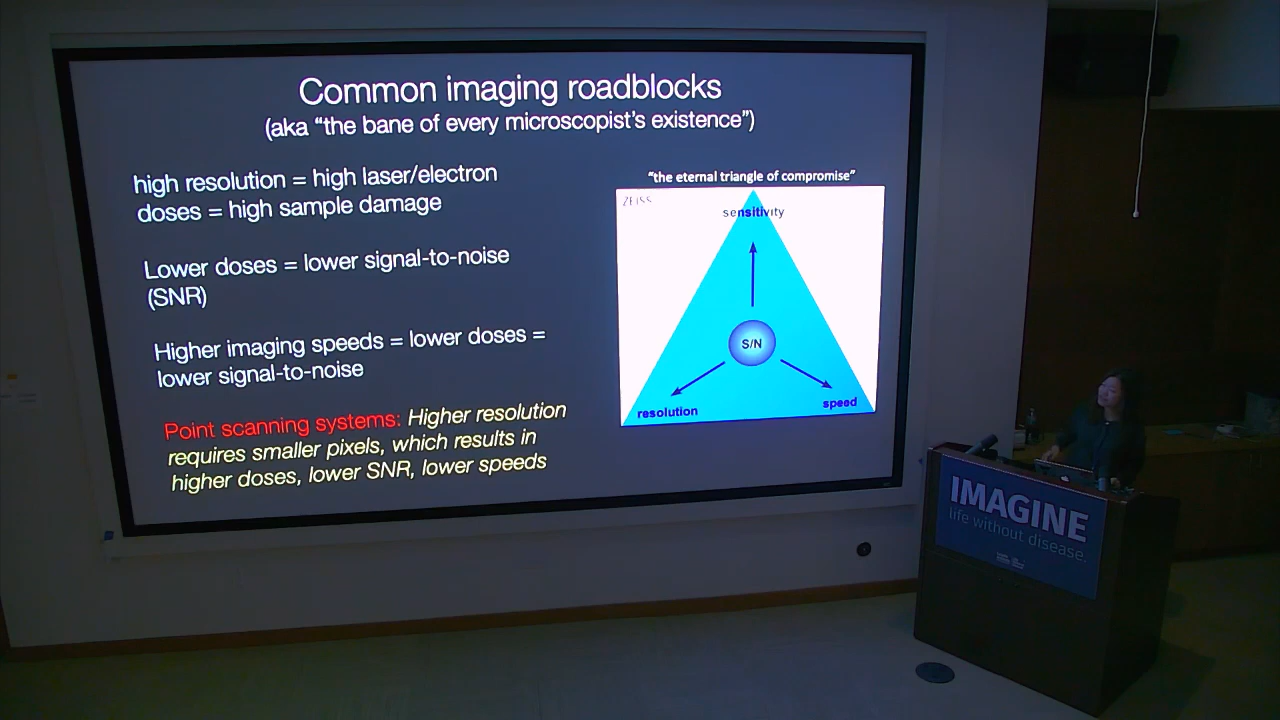 Common imaging roadblocks
(aka “the bane of every microscopist’s existence”)
high resolution = high laser/electron
doses = high sample damage
Lower doses = lower signal-to-noise
(SNR)
Higher imaging speeds = lower doses =
lower signal-to-noise
Point scanning systems: Higher resolution
requires smaller pixels, which results in
higher doses, lower SNR, lower speeds
“the eternal triangle of compromise”
ZEISS
sensitivity
S/N
resolution
speed
IMAGINE
life without disease.